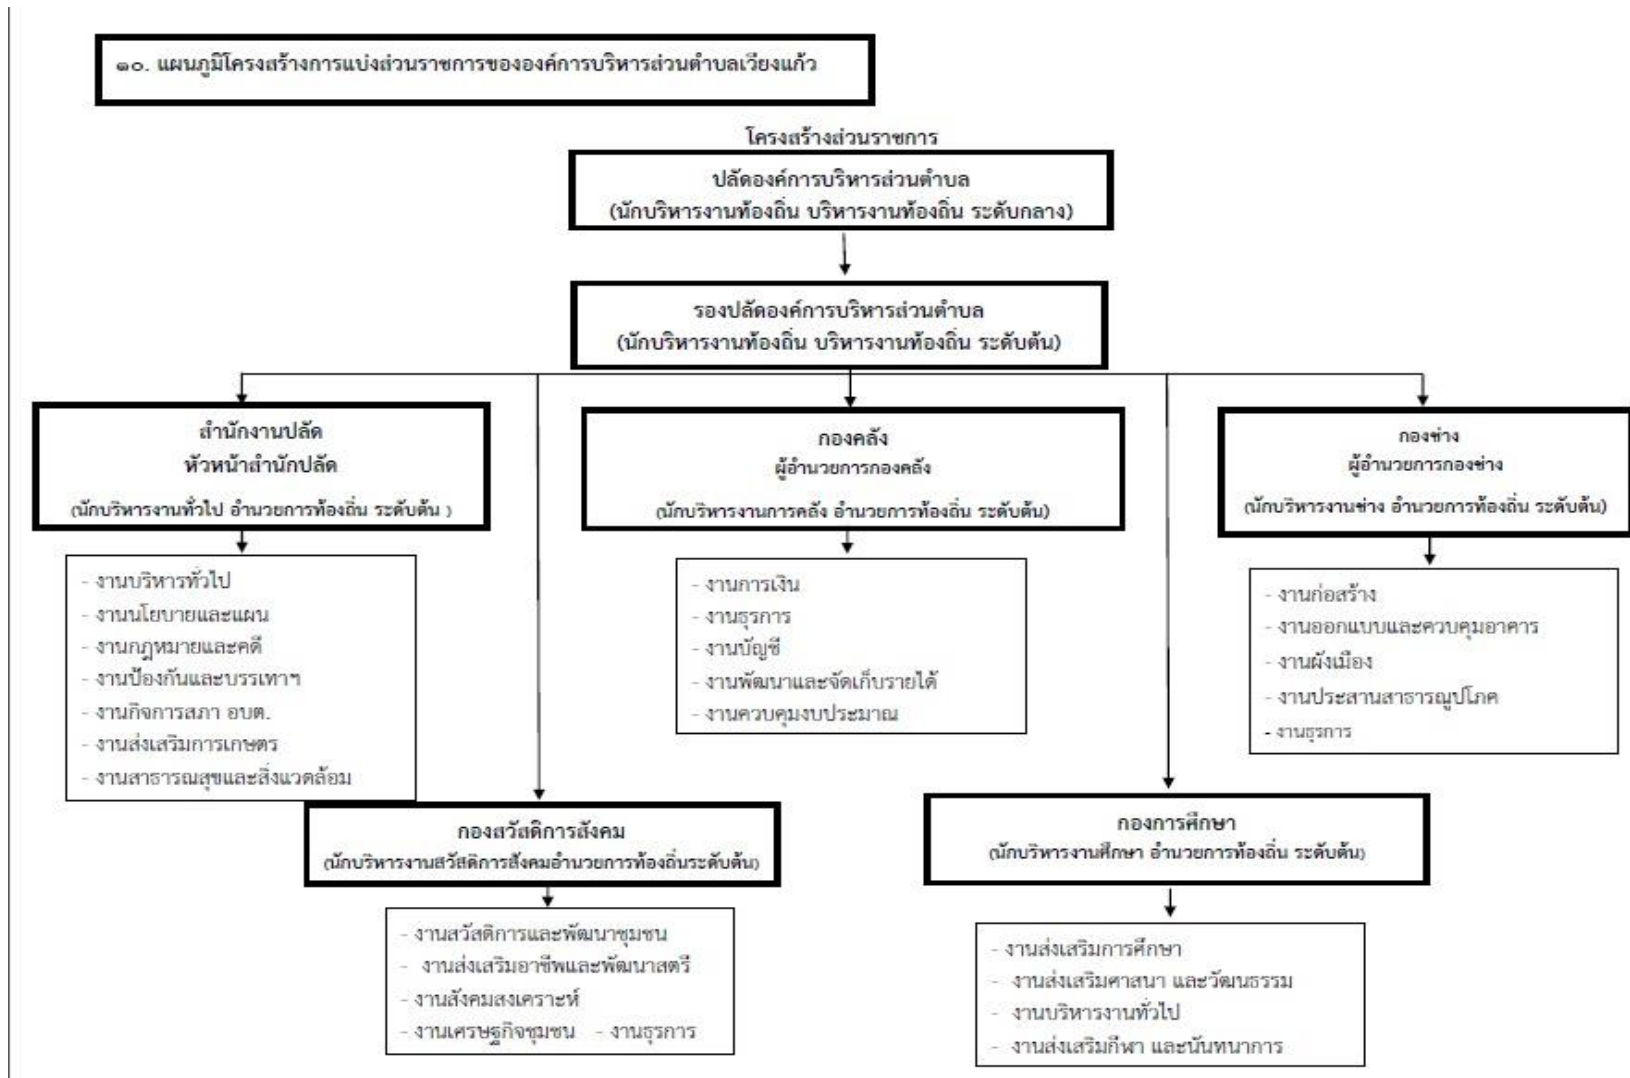 ๑๐. แผนภูมิโครงสร้างการแบ่งส่วนราชการขององค์การบริหารส่วนตำบลเวียงแก้ว
โครงสร้างส่วนราชการ
ปลัดองค์การบริหารส่วนตำบล
(นักบริหารงานท้องถิ่น บริหารงานท้องถิ่น ระดับกลาง)
รองปลัดองค์การบริหารส่วนตำบล
(นักบริหารงานท้องถิ่น บริหารงานท้องถิ่น ระดับต้น)
สำนักงานปลัด
หัวหน้าสำนักปลัด
(นักบริหารงานทั่วไป อำนวยการท้องถิ่น ระดับต้น )
- งานบริหารทั่วไป
- งานนโยบายและแผน
- งานกฎหมายและคดี
- งานป้องกันและบรรเทาฯ
- งานกิจการสภา อบต.
- งานส่งเสริมการเกษตร
- งานสาธารณสุขและสิ่งแวดล้อม
กองคลัง
ผู้อำนวยการกองคลัง
(นักบริหารงานการคลัง อำนวยการท้องถิ่น ระดับต้น)
- งานการเงิน
- งานธุรการ
- งานบัญชี
- งานพัฒนาและจัดเก็บรายได้
- งานควบคุมงบประมาณ
กองช่าง
ผู้อำนวยการกองช่าง
(นักบริหารงานช่าง อำนวยการท้องถิ่น ระดับต้น)
- งานก่อสร้าง
- งานออกแบบและควบคุมอาคาร
- งานผังเมือง
- งานประสานสาธารณูปโภค
- งานธุรการ
กองสวัสดิการสังคม
(นักบริหารงานสวัสดิการสังคมอำนวยการท้องถิ่นระดับต้น)
- งานสวัสดิการและพัฒนาชุมชน
- งานส่งเสริมอาชีพและพัฒนาสตรี
- งานสังคมสงเคราะห์
- งานเศรษฐกิจชุมชน - งานธุรการ
กองการศึกษา
(นักบริหารงานศึกษา อำนวยการท้องถิ่น ระดับต้น)
- งานส่งเสริมการศึกษา
- งานส่งเสริมศาสนา และวัฒนธรรม
- งานบริหารงานทั่วไป
- งานส่งเสริมกีฬา และนันทนาการ